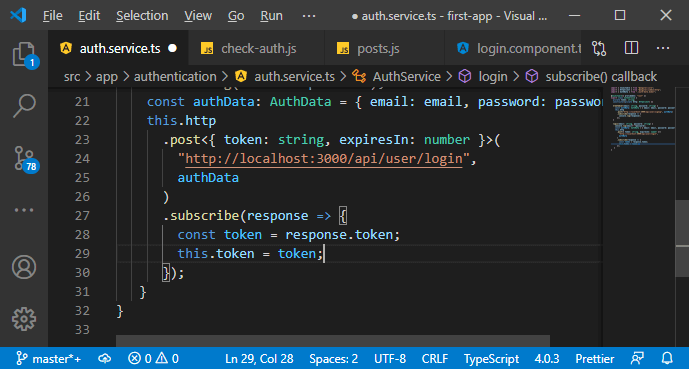 File Edit Selection ... ● auth.service.ts - first-app - Visual ...
auth.service.ts ● check-auth.js posts.js login.component.t
src > app > authentication > auth.service.ts > AuthService > login > subscribe() callback
21 const authData: AuthData = { email: email, password: passwor
22 this.http
23 .post<{ token: string, expiresIn: number }>(
24 "http://localhost:3000/api/user/login",
25 authData
26 )
27 .subscribe(response => {
28 const token = response.token;
29 this.token = token;
30 });
31 }
32 }
33
1
78
master*+ 0 0 Ln 29, Col 28 Spaces: 2 UTF-8 CRLF TypeScript 4.0.3 Prettier